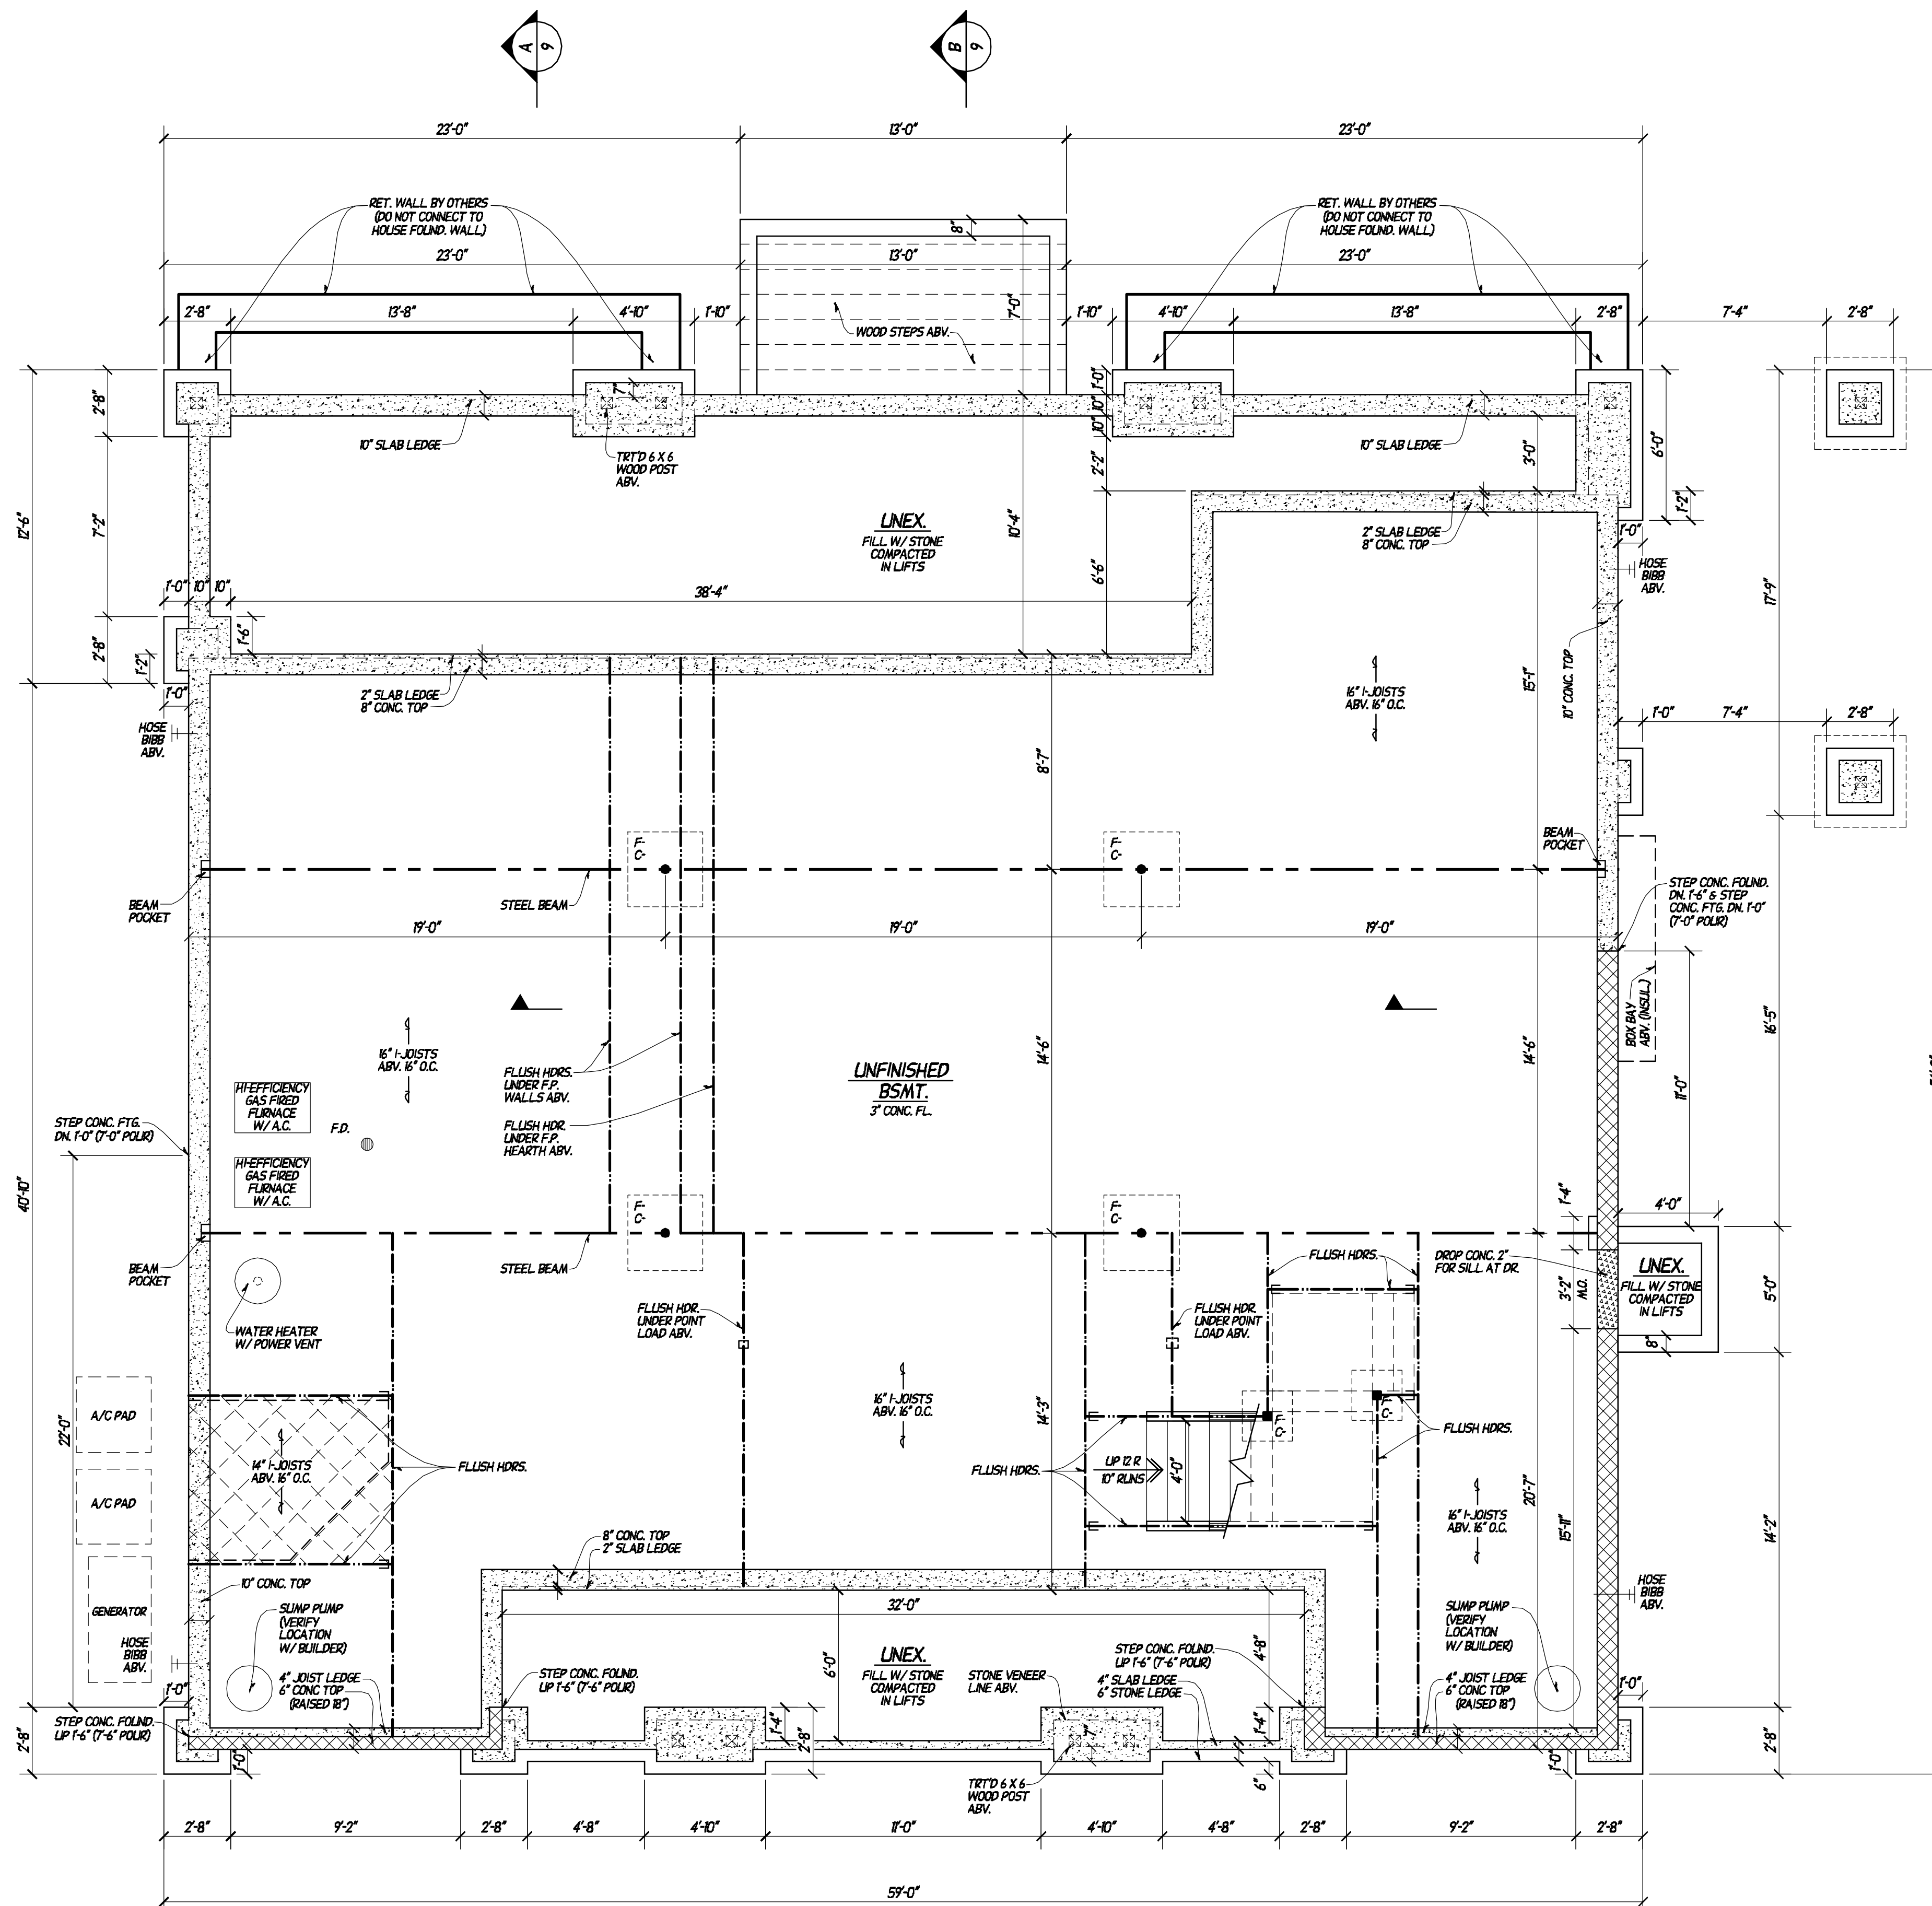 A
9
B
9
23'-0"
13'-0"
23'-0"
RET. WALL BY OTHERS
(DO NOT CONNECT TO
HOUSE FOUND. WALL)
RET. WALL BY OTHERS
(DO NOT CONNECT TO
HOUSE FOUND. WALL)
8"
23'-0"
13'-0"
23'-0"
2'-8"
13'-8"
4'-10"
1'-10"
7'-0"
WOOD STEPS ABV.
1'-10"
4'-10"
13'-8"
2'-8"
7'-4"
2'-8"
2'-8"
7"
1'-0"
10"
10"
10" SLAB LEDGE
10" SLAB LEDGE
TRT'D 6 X 6
WOOD POST
ABV.
2'-2"
3'-0"
6'-0"
1'-2"
12'-6"
7'-2"
UNEX.
FILL W/ STONE
COMPACTED
IN LIFTS
10'-4"
2" SLAB LEDGE
8" CONC. TOP
1'-0"
HOSE
BIBB
ABV.
6'-6"
17'-9"
1'-0"
10"
10"
38'-4"
1'-6"
2'-8"
1'-2"
1'-0"
2" SLAB LEDGE
8" CONC. TOP
16" I-JOISTS
ABV. 16" O.C.
15'-1"
10" CONC. TOP
HOSE
BIBB
ABV.
1'-0"
7'-4"
2'-8"
8'-7"
F-
C-
F-
C-
BEAM
POCKET
BEAM
POCKET
STEEL BEAM
STEP CONC. FOUND.
DN. 1'-6" & STEP
CONC. FTG. DN. 1'-0"
(7'-0" POUR)
19'-0"
19'-0"
19'-0"
BOX BAY
ABV. (INSUL.)
16" I-JOISTS
ABV. 16" O.C.
FLUSH HDRS.
UNDER F.P.
WALLS ABV.
UNFINISHED
BSMT.
3" CONC. FL.
14'-6"
14'-6"
11'-0"
16'-5"
HI-EFFICIENCY
GAS FIRED
FURNACE
W/ A.C.
F.D.
FLUSH HDR.
UNDER F.P.
HEARTH ABV.
STEP CONC. FTG.
DN. 1'-0" (7'-0" POUR)
HI-EFFICIENCY
GAS FIRED
FURNACE
W/ A.C.
40'-10"
F-
C-
F-
C-
1'-4"
4'-0"
BEAM
POCKET
STEEL BEAM
FLUSH HDRS.
DROP CONC. 2"
FOR SILL AT DR.
3'-2"
M.O.
UNEX.
FILL W/ STONE
COMPACTED
IN LIFTS
5'-0"
8"
WATER HEATER
W/ POWER VENT
FLUSH HDR.
UNDER POINT
LOAD ABV.
FLUSH HDR.
UNDER POINT
LOAD ABV.
A/C PAD
22'-0"
16" I-JOISTS
ABV. 16" O.C.
14'-3"
F-
C-
F-
C-
FLUSH HDRS.
14" I-JOISTS
ABV. 16" O.C.
FLUSH HDRS.
FLUSH HDRS.
UP 12 R
10" RUNS
4'-0"
A/C PAD
16" I-JOISTS
ABV. 16" O.C.
20'-7"
15'-11"
14'-2"
8" CONC. TOP
2" SLAB LEDGE
10" CONC. TOP
GENERATOR
SUMP PUMP
(VERIFY
LOCATION
W/ BUILDER)
32'-0"
SUMP PUMP
(VERIFY
LOCATION
W/ BUILDER)
HOSE
BIBB
ABV.
HOSE
BIBB
ABV.
6'-0"
UNEX.
FILL W/ STONE
COMPACTED
IN LIFTS
4'-8"
STEP CONC. FOUND.
UP 1'-6" (7'-6" POUR)
STEP CONC. FOUND.
UP 1'-6" (7'-6" POUR)
STONE VENEER
LINE ABV.
4" SLAB LEDGE
6" STONE LEDGE
4" JOIST LEDGE
6" CONC TOP
(RAISED 18")
4" JOIST LEDGE
6" CONC TOP
(RAISED 18")
1'-0"
1'-0"
STEP CONC. FOUND.
UP 1'-6" (7'-6" POUR)
2'-8"
1'-0"
1'-4"
2'-8"
7"
1'-4"
6"
1'-0"
2'-8"
TRT'D 6 X 6
WOOD POST
ABV.
2'-8"
9'-2"
2'-8"
4'-8"
4'-10"
11'-0"
4'-10"
4'-8"
2'-8"
9'-2"
2'-8"
59'-0"